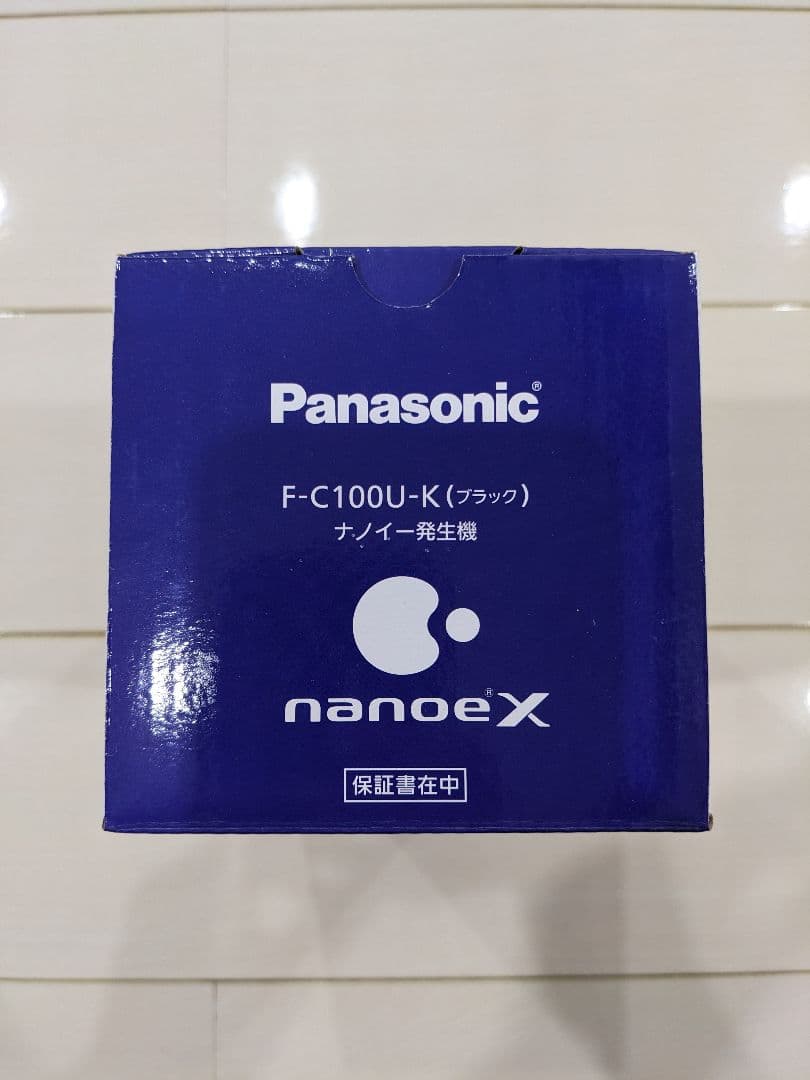 Panasonic®
F-C100U-K(ブラック)
ナノイー発生機
nanoe®X
保証書在中